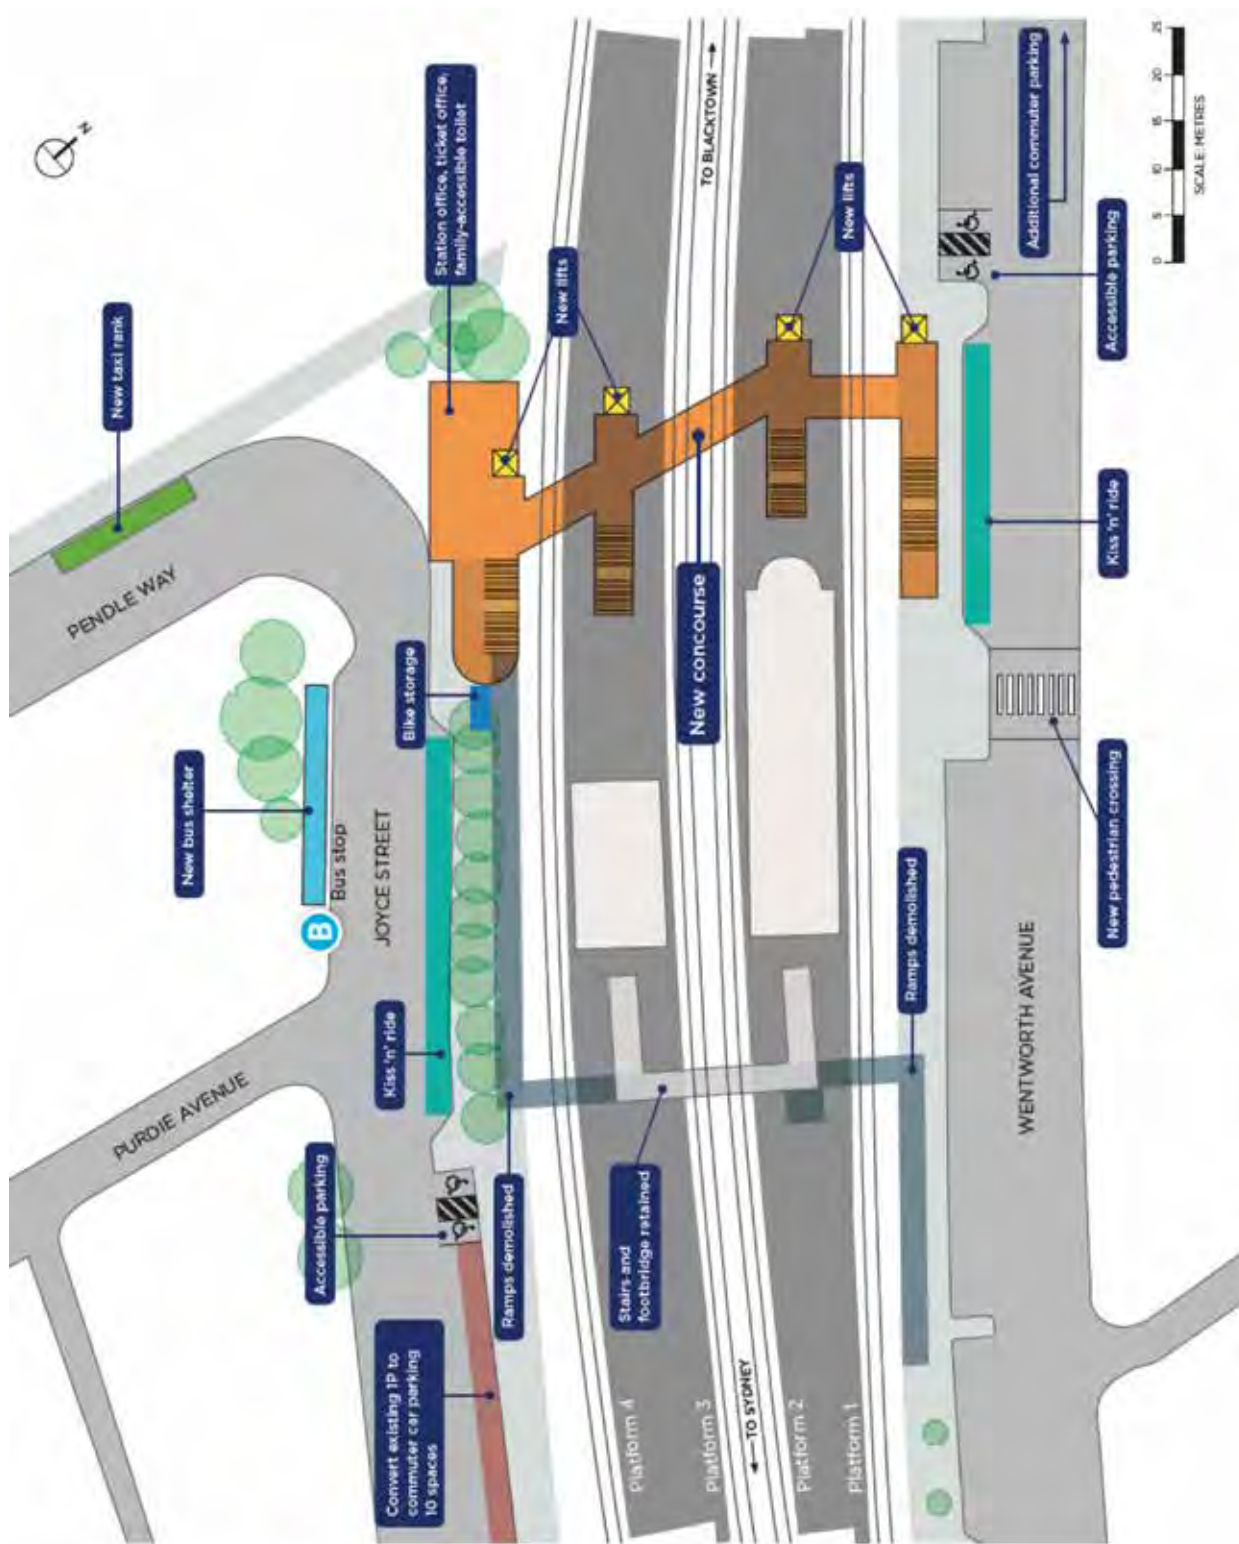 N
New taxi rank
PENDLE WAY
Station office, ticket office,
family-accessible toilet
New lifts
TO BLACKTOWN →
New lifts
Additional commuter parking
Accessible parking
0 5 10 15 20 25
SCALE: METRES
New bus shelter
Bus stop
B
JOYCE STREET
Bike storage
New concourse
Kiss 'n' ride
New pedestrian crossing
PURDIE AVENUE
Kiss 'n' ride
Accessible parking
Ramps demolished
Stairs and
footbridge retained
Ramps demolished
WENTWORTH AVENUE
Convert existing 1P to
commuter car parking
10 spaces
Platform 4
Platform 3
← TO SYDNEY
Platform 2
Platform 1